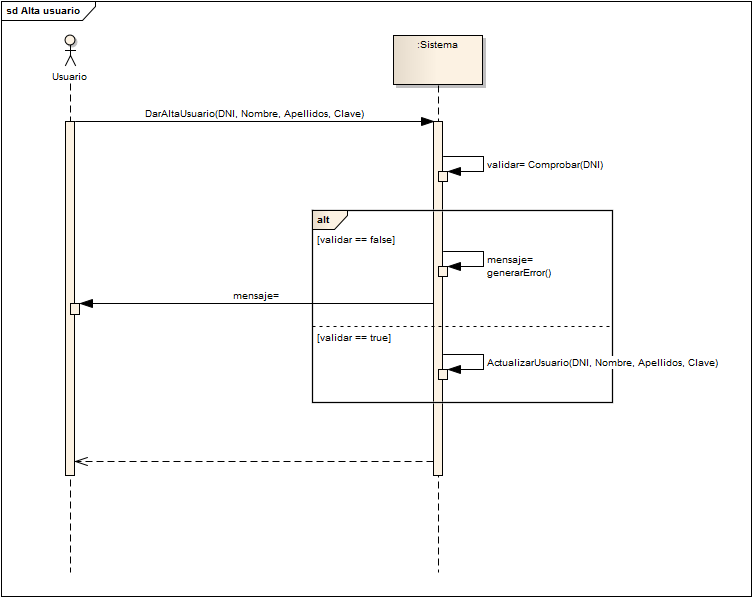 sd Alta usuario
:Sistema
Usuario
DarAltaUsuario(DNI, Nombre, Apellidos, Clave)
validar= Comprobar(DNI)
alt
[validar == false]
mensaje=
generarError()
mensaje=
[validar == true]
ActualizarUsuario(DNI, Nombre, Apellidos, Clave)